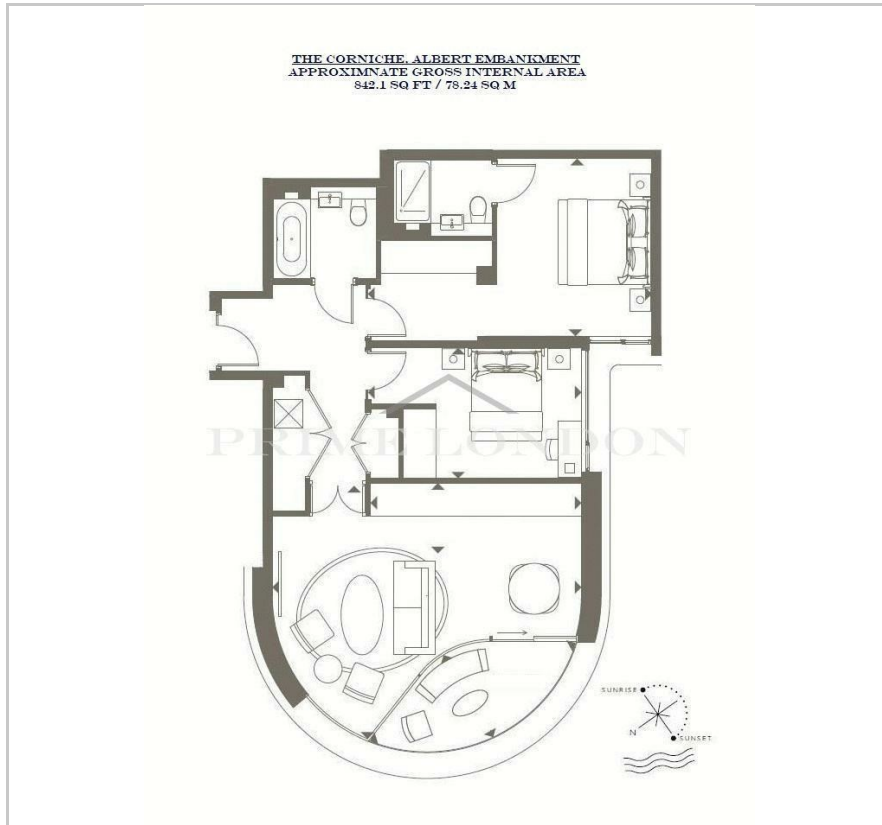 THE CORNICHE, ALBERT EMBANKMENT
APPROXIMNATE GROSS INTERNAL AREA
842.1 SQ FT / 78.24 SQ M
PRIME LONDON
SUNRISE
N
SUNSET